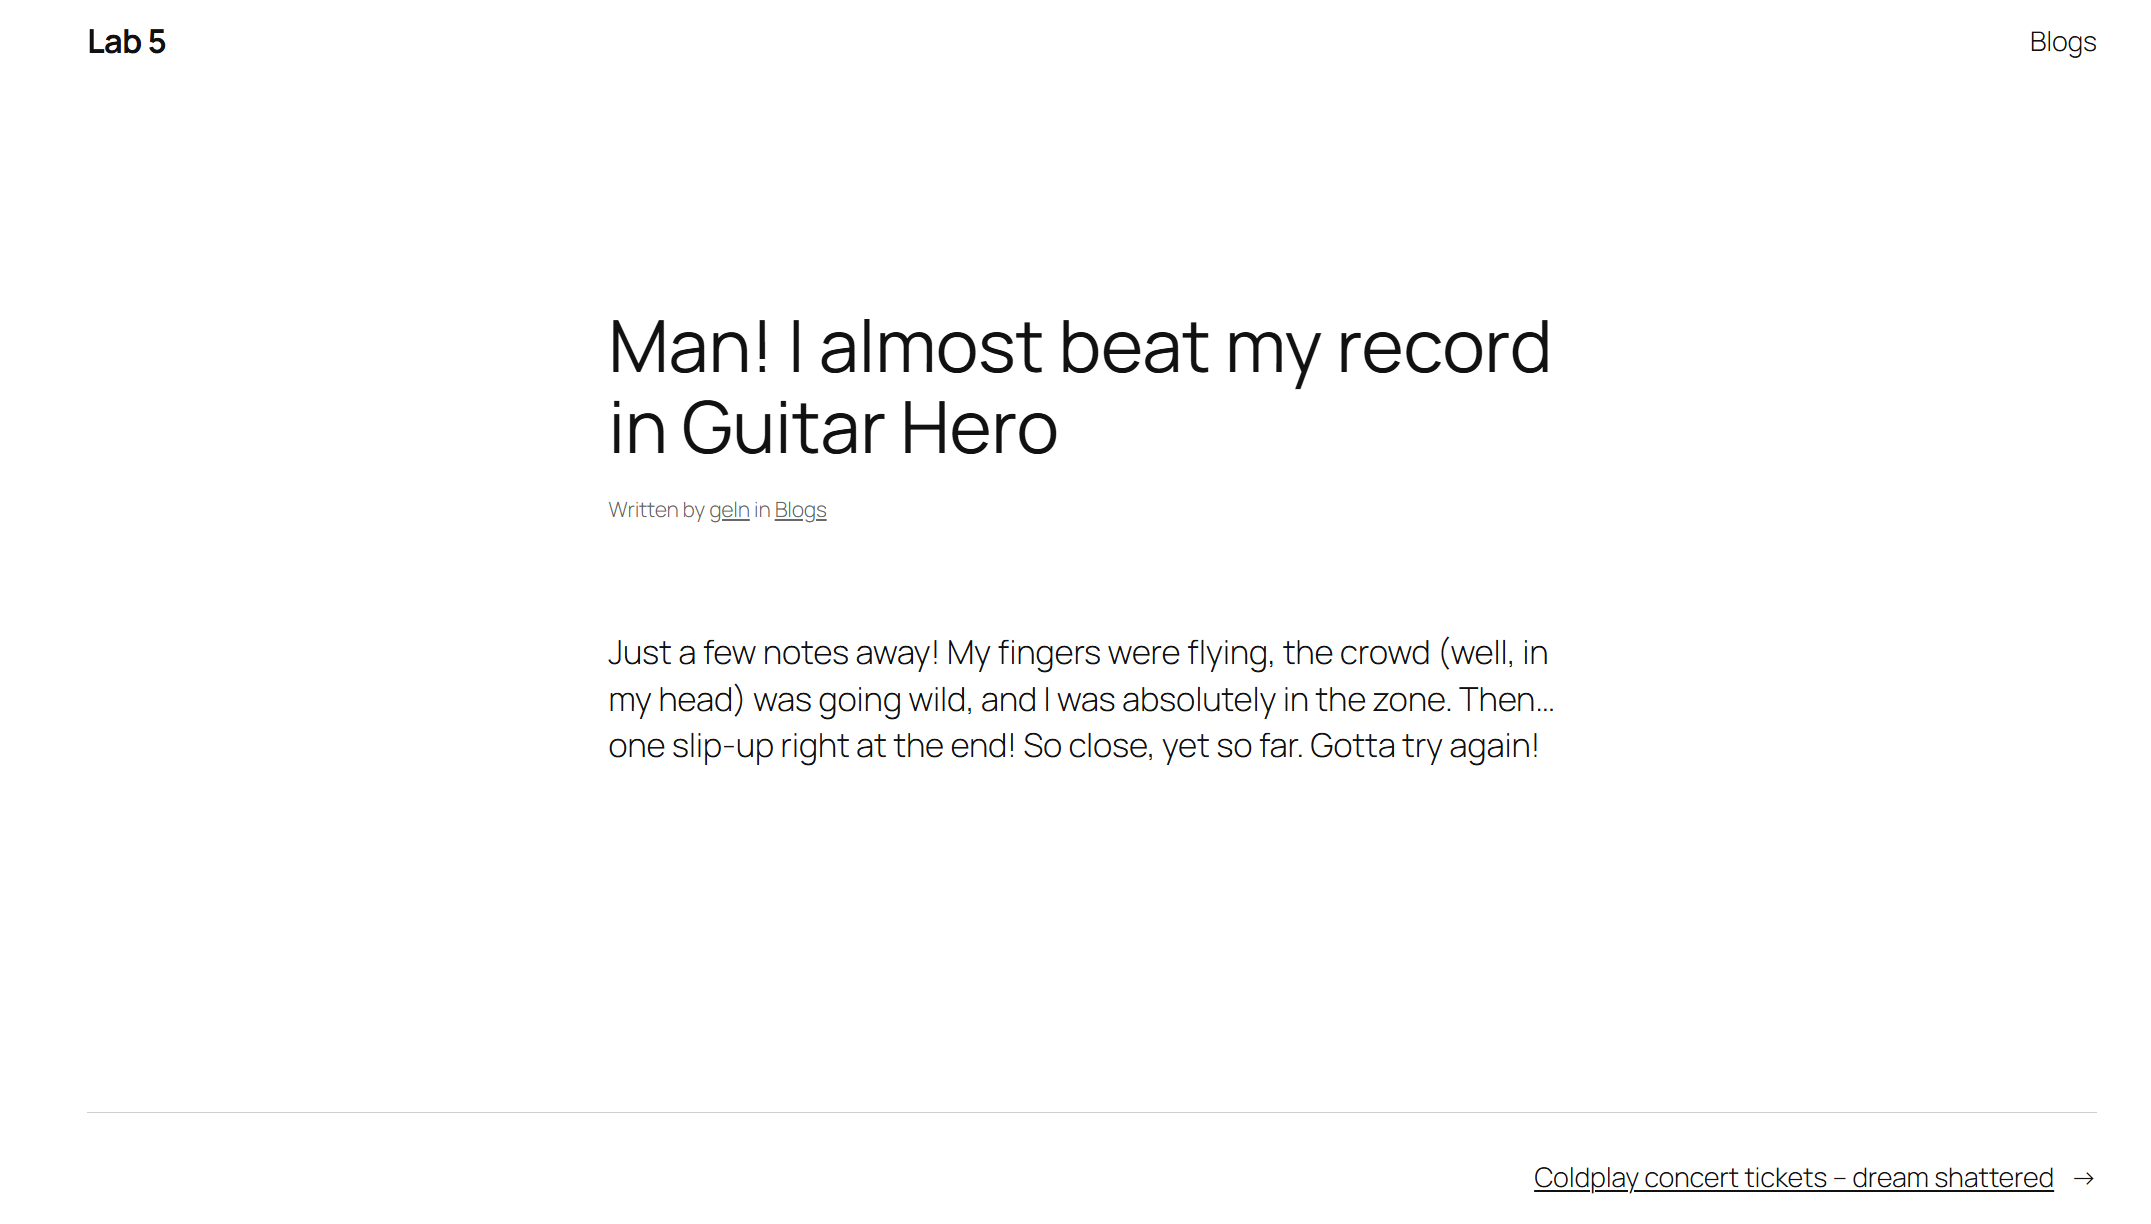 Lab 5
Blogs
Man! I almost beat my record
in Guitar Hero
Written by geln in Blogs
Just a few notes away! My fingers were flying, the crowd (well, in
my head) was going wild, and I was absolutely in the zone. Then…
one slip-up right at the end! So close, yet so far. Gotta try again!
Coldplay concert tickets – dream shattered →